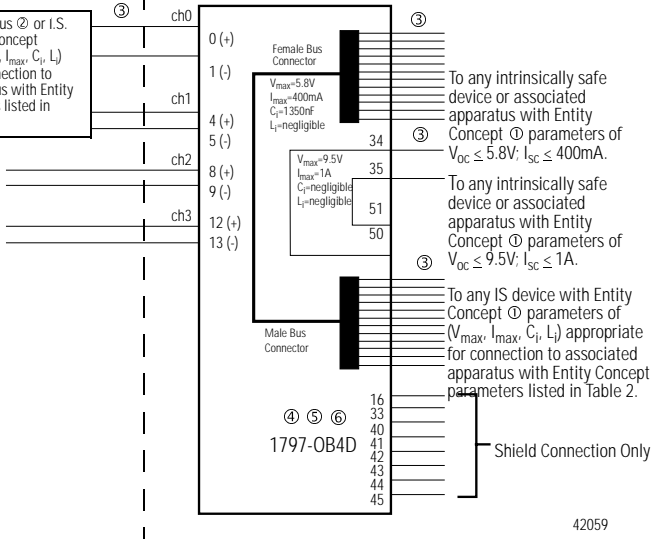 us ② or I.S.
oncept
, Imax, Ci, Li)
nection to
us with Entity
listed in
③
ch0
0 (+)
1 (-)
ch1
4 (+)
5 (-)
ch2
8 (+)
9 (-)
ch3
12 (+)
13 (-)
Female Bus
Connector
Vmax=5.8V
Imax=400mA
Ci=1350nF
Li=negligible
Vmax=9.5V
Imax=1A
Ci=negligible
Li=negligible
34
35
51
50
Male Bus
Connector
④ ⑤ ⑥
1797-OB4D
16
33
40
41
42
43
44
45
③
To any intrinsically safe
device or associated
apparatus with Entity
Concept ① parameters of
Voc ≤ 5.8V; Isc ≤ 400mA.
③
To any intrinsically safe
device or associated
apparatus with Entity
Concept ① parameters of
Voc ≤ 9.5V; Isc ≤ 1A.
③
To any IS device with Entity
Concept ① parameters of
(Vmax, Imax, Ci, Li) appropriate
for connection to associated
apparatus with Entity Concept
parameters listed in Table 2.
Shield Connection Only
42059